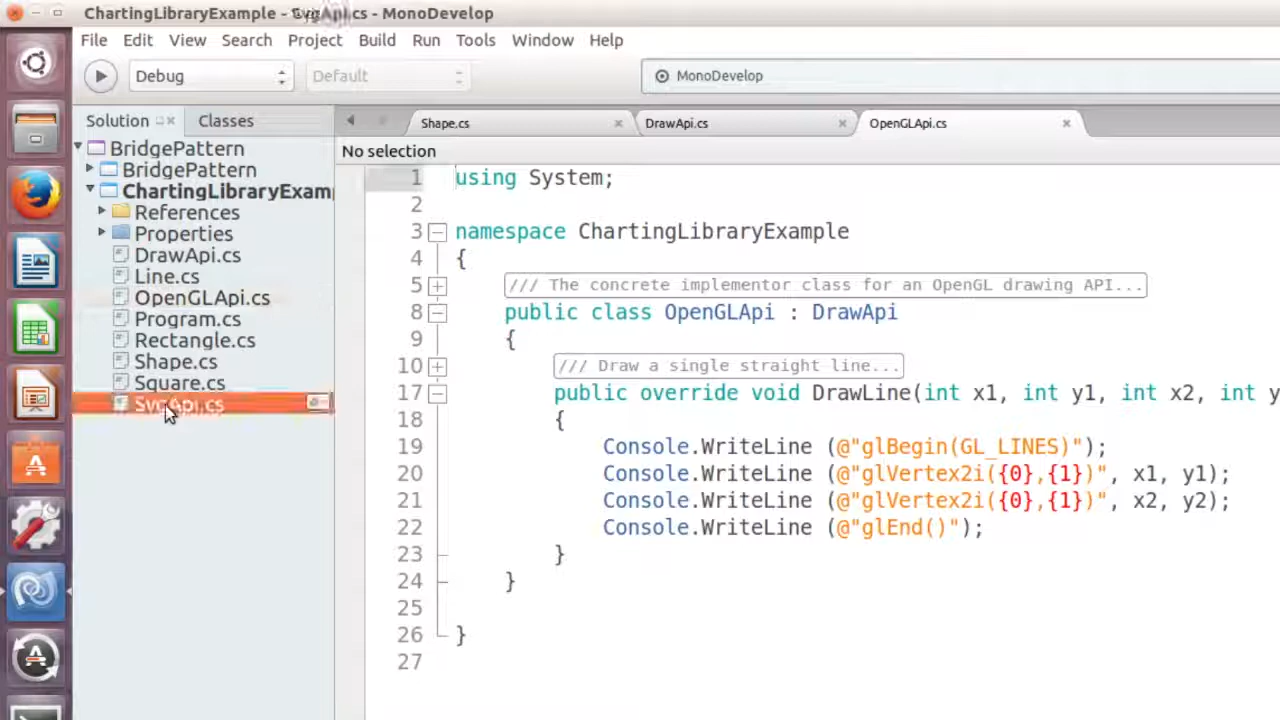 ChartingLibraryExample - SvgApi.cs - MonoDevelop
File Edit View Search Project Build Run Tools Window Help
Debug Default MonoDevelop
Solution Classes Shape.cs DrawApi.cs OpenGLApi.cs
No selection
BridgePattern
BridgePattern
ChartingLibraryExam
References
Properties
DrawApi.cs
Line.cs
OpenGLApi.cs
Program.cs
Rectangle.cs
Shape.cs
Square.cs
SvgApi.cs
1 using System;
2
3 namespace ChartingLibraryExample
4 {
5 /// The concrete implementor class for an OpenGL drawing API...
8 public class OpenGLApi : DrawApi
9 {
10 /// Draw a single straight line...
17 public override void DrawLine(int x1, int y1, int x2, int y
18 {
19 Console.WriteLine (@"glBegin(GL_LINES)");
20 Console.WriteLine (@"glVertex2i({0},{1})", x1, y1);
21 Console.WriteLine (@"glVertex2i({0},{1})", x2, y2);
22 Console.WriteLine (@"glEnd()");
23 }
24 }
25
26 }
27